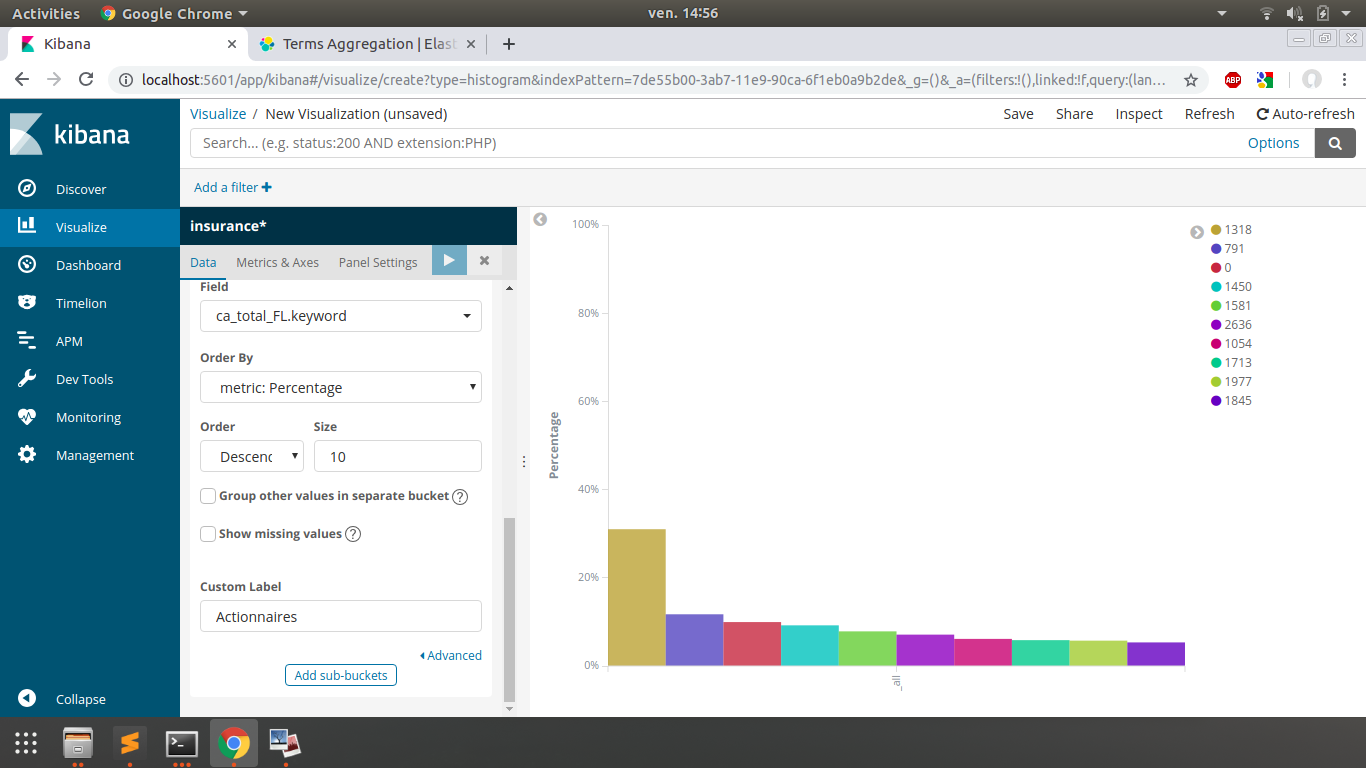 Activities Google Chrome ven. 14:56
Kibana Terms Aggregation | Elast
localhost:5601/app/kibana#/visualize/create?type=histogram&indexPattern=7de55b00-3ab7-11e9-90ca-6f1eb0a9b2de&_g=()&_a=(filters:!(),linked:!f,query:(lan... ABP
kibana
Discover
Visualize
Dashboard
Timelion
APM
Dev Tools
Monitoring
Management
Collapse
Visualize / New Visualization (unsaved) Save Share Inspect Refresh Auto-refresh
Search... (e.g. status:200 AND extension:PHP) Options
Add a filter
insurance*
Data Metrics & Axes Panel Settings
Field
ca_total_FL.keyword
Order By
metric: Percentage
Order Size
Descenc 10
Group other values in separate bucket ?
Show missing values ?
Custom Label
Actionnaires
Advanced
Add sub-buckets
Percentage
100%
80%
60%
40%
20%
0%
_all
1318
791
0
1450
1581
2636
1054
1713
1977
1845